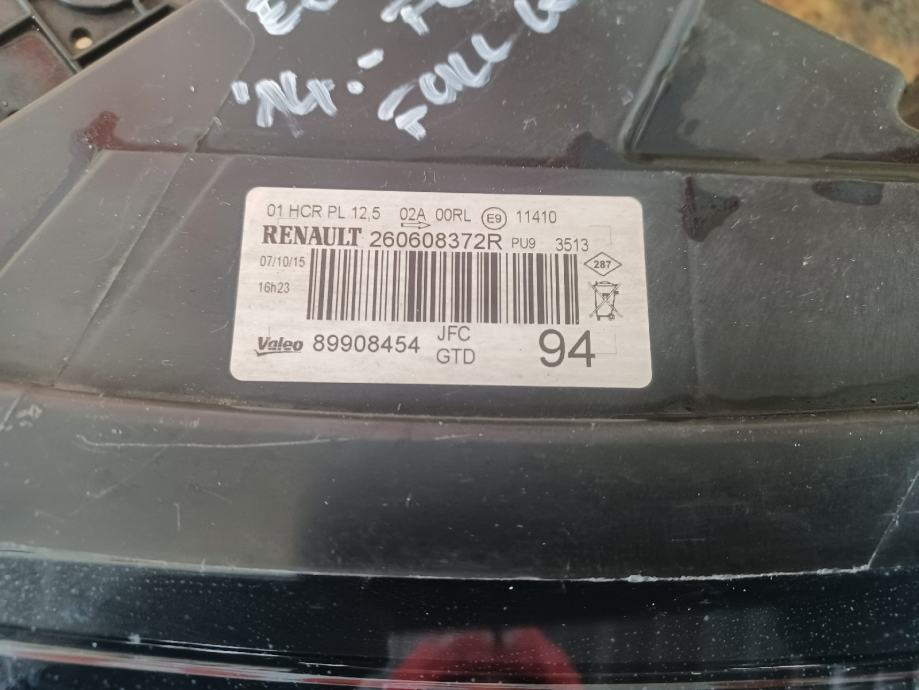 FULL
01 HCR PL 12,5 02A 00RL E9 11410
RENAULT 260608372R PU9 3513
07/10/15
287
16h23
Valeo 89908454 JFC
GTD
94